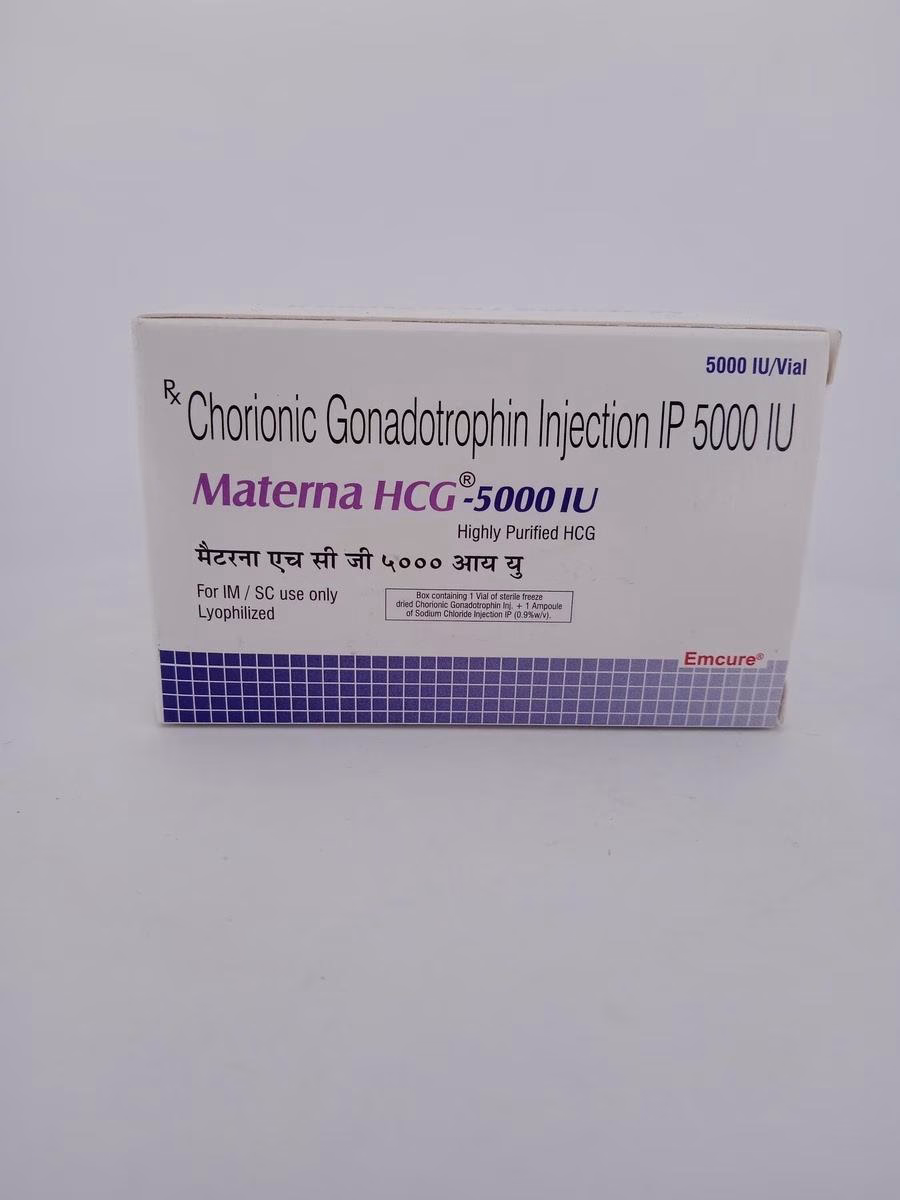 5000 IU/Vial
Rx Chorionic Gonadotrophin Injection IP 5000 IU
Materna HCG®-5000 IU
Highly Purified HCG
मैटरना एच सी जी ५००० आय यु
For IM / SC use only
Lyophilized
Box containing 1 Vial of sterile freeze
dried Chorionic Gonadotrophin Inj. + 1 Ampoule
of Sodium Chloride Injection IP (0.9%w/v).
Emcure®